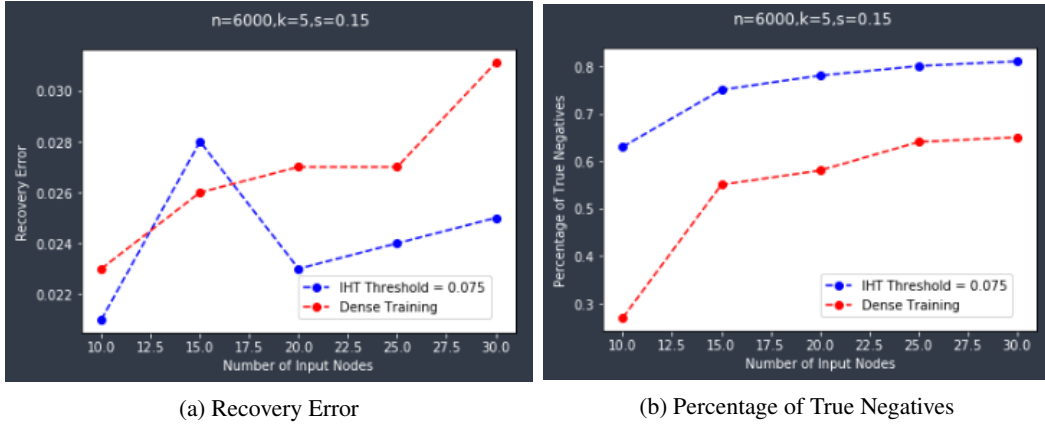 n=6000,k=5,s=0.15
Recovery Error
0.030
0.028
0.026
0.024
0.022
IHT Threshold = 0.075
Dense Training
10.0 12.5 15.0 17.5 20.0 22.5 25.0 27.5 30.0
Number of Input Nodes
(a) Recovery Error
n=6000,k=5,s=0.15
Percentage of True Negatives
0.8
0.7
0.6
0.5
0.4
0.3
IHT Threshold = 0.075
Dense Training
10.0 12.5 15.0 17.5 20.0 22.5 25.0 27.5 30.0
Number of Input Nodes
(b) Percentage of True Negatives